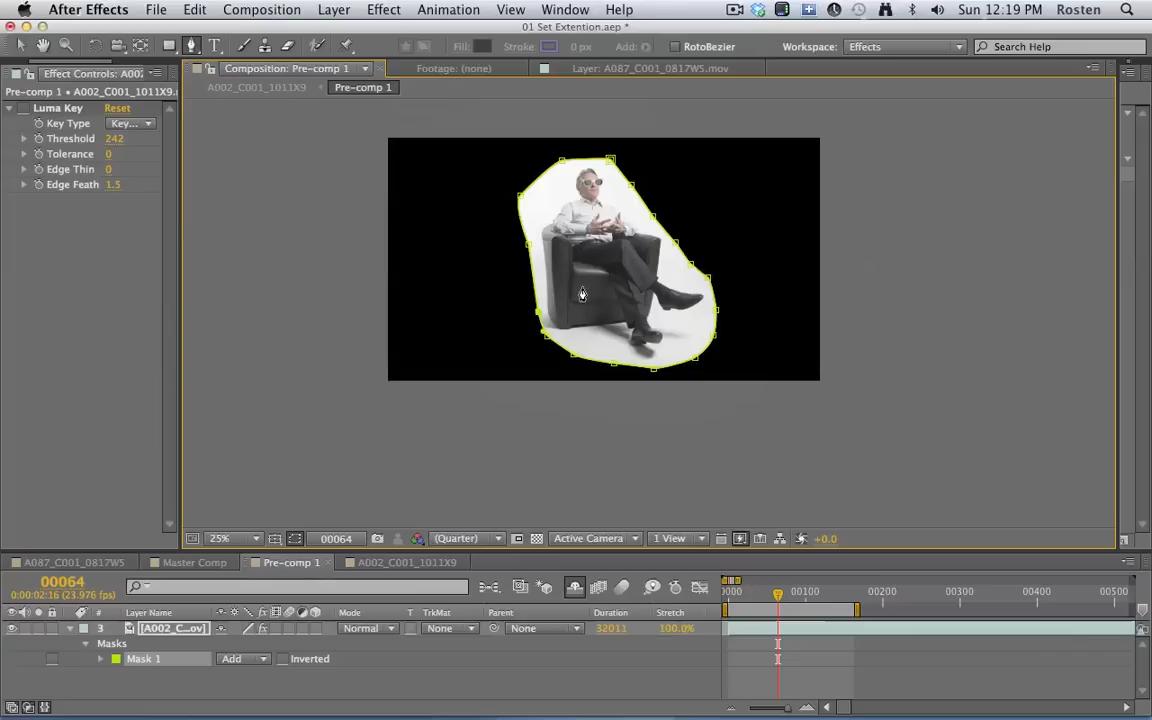 After Effects File Edit Composition Layer Effect Animation View Window Help Sun 12:19 PM Rosten
01 Set Extention.aep *
Fill: Stroke: 0 px Add: RotoBezier Workspace: Effects Search Help
Effect Controls: A002 Composition: Pre-comp 1 Footage: (none) Layer: A087_C001_0817W5.mov
Pre-comp 1 • A002_C001_1011X9.m A002_C001_1011X9 Pre-comp 1
Luma Key Reset
Key Type Key...
Threshold 242
Tolerance 0
Edge Thin 0
Edge Feath 1.5
25% 00064 (Quarter) Active Camera 1 View +0.0
A087_C001_0817W5 Master Comp Pre-comp 1 A002_C001_1011X9
00064
0:00:02:16 (23.976 fps)
0000 00100 00200 00300 00400 00500
# Layer Name Mode T TrkMat Parent Duration Stretch
3 [A002_C...ov] Normal None None 32011 100.0%
Masks
Mask 1 Add Inverted